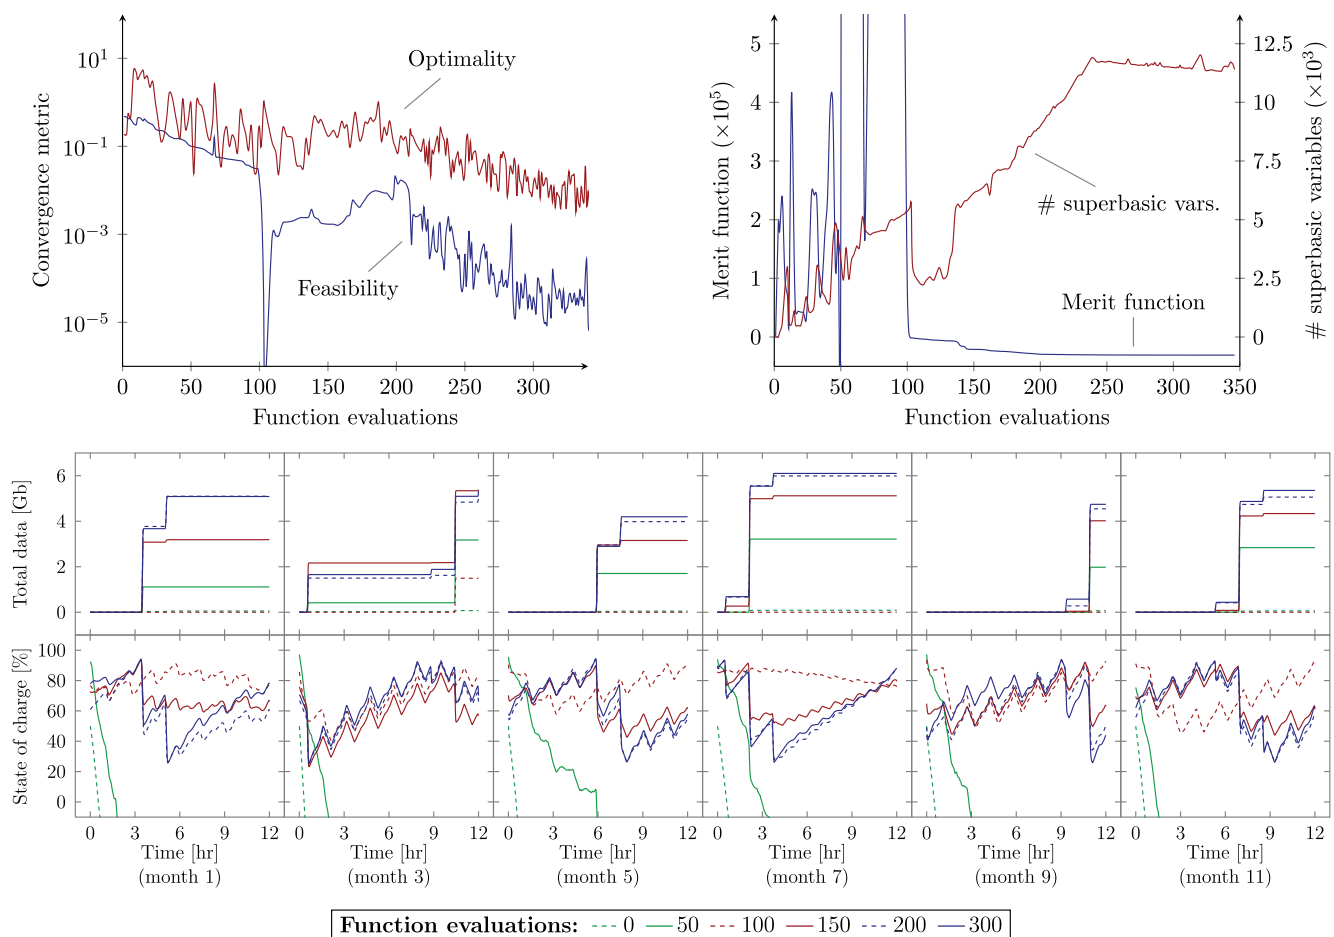 Convergence metric
10^1
10^−1
10^−3
10^−5
Optimality
Feasibility
0 50 100 150 200 250 300
Function evaluations
Merit function (×10^5)
5
4
3
2
1
0
# superbasic vars.
Merit function
12.5
10
7.5
5
2.5
0
# superbasic variables (×10^3)
0 50 100 150 200 250 300 350
Function evaluations
Total data [Gb]
6
4
2
0
State of charge [%]
100
80
60
40
20
0
0 3 6 9 12 0 3 6 9 12 0 3 6 9 12 0 3 6 9 12 0 3 6 9 12 0 3 6 9 12
Time [hr] Time [hr] Time [hr] Time [hr] Time [hr] Time [hr]
(month 1) (month 3) (month 5) (month 7) (month 9) (month 11)
Function evaluations: 0 50 100 150 200 300